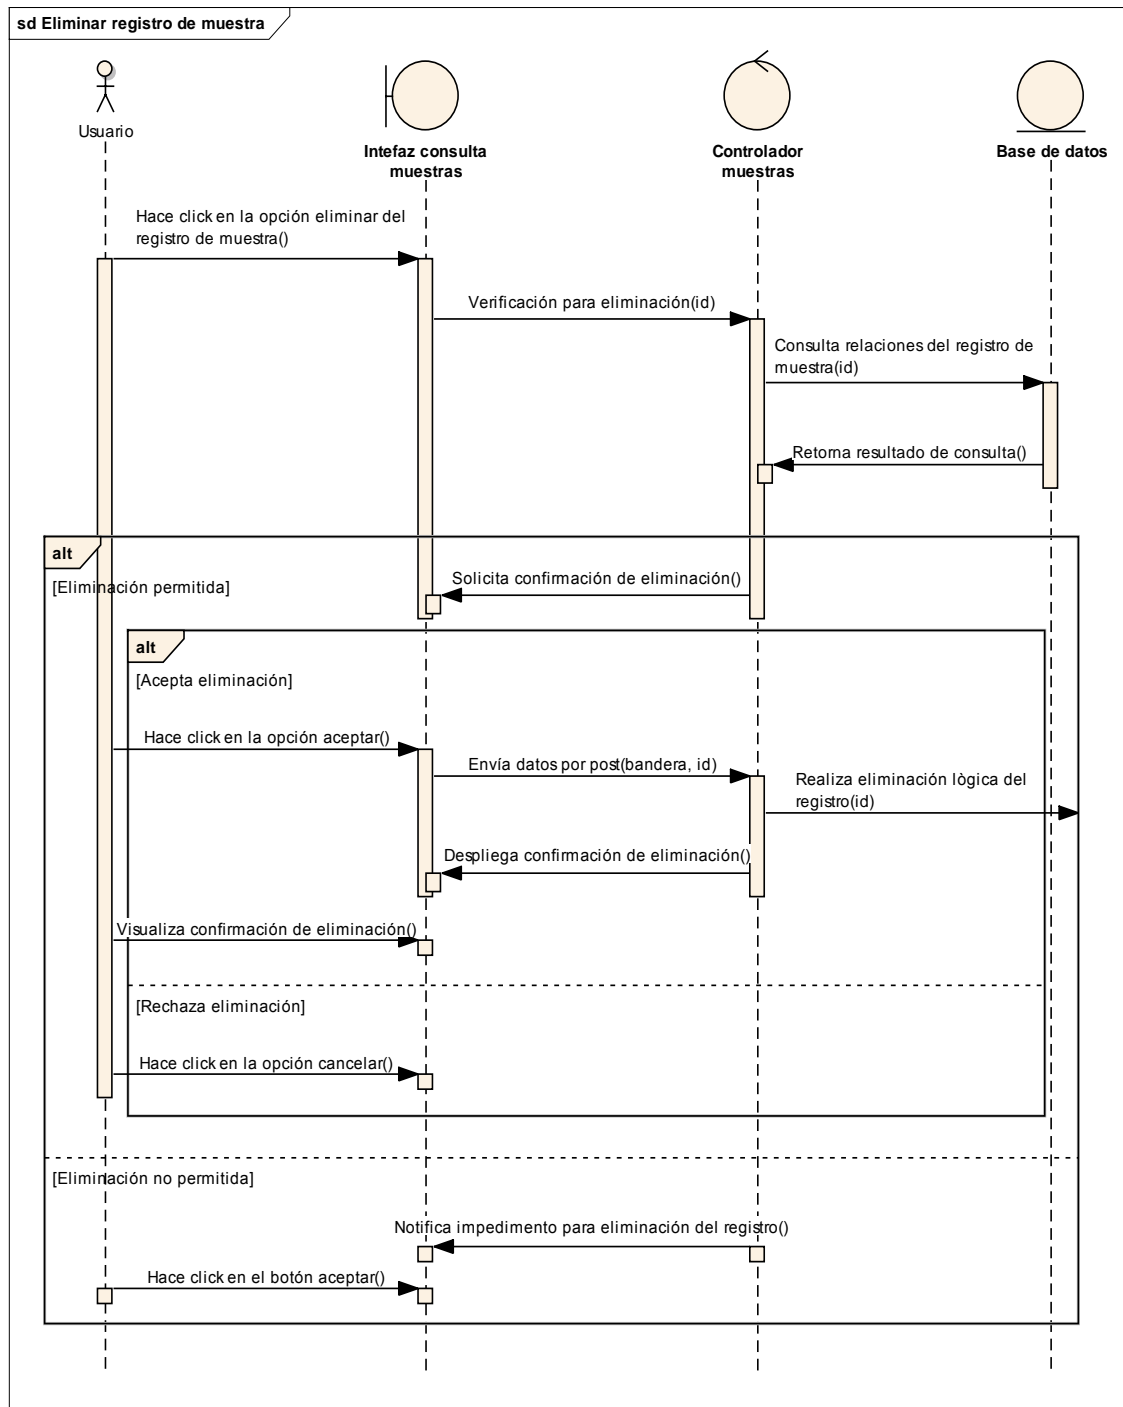 sd Eliminar registro de muestra
Usuario
Intefaz consulta
muestras
Controlador
muestras
Base de datos
Hace click en la opción eliminar del
registro de muestra()
Verificación para eliminación(id)
Consulta relaciones del registro de
muestra(id)
Retorna resultado de consulta()
alt
[Eliminación permitida]
Solicita confirmación de eliminación()
alt
[Acepta eliminación]
Hace click en la opción aceptar()
Envía datos por post(bandera, id)
Realiza eliminación lògica del
registro(id)
Despliega confirmación de eliminación()
Visualiza confirmación de eliminación()
[Rechaza eliminación]
Hace click en la opción cancelar()
[Eliminación no permitida]
Notifica impedimento para eliminación del registro()
Hace click en el botón aceptar()